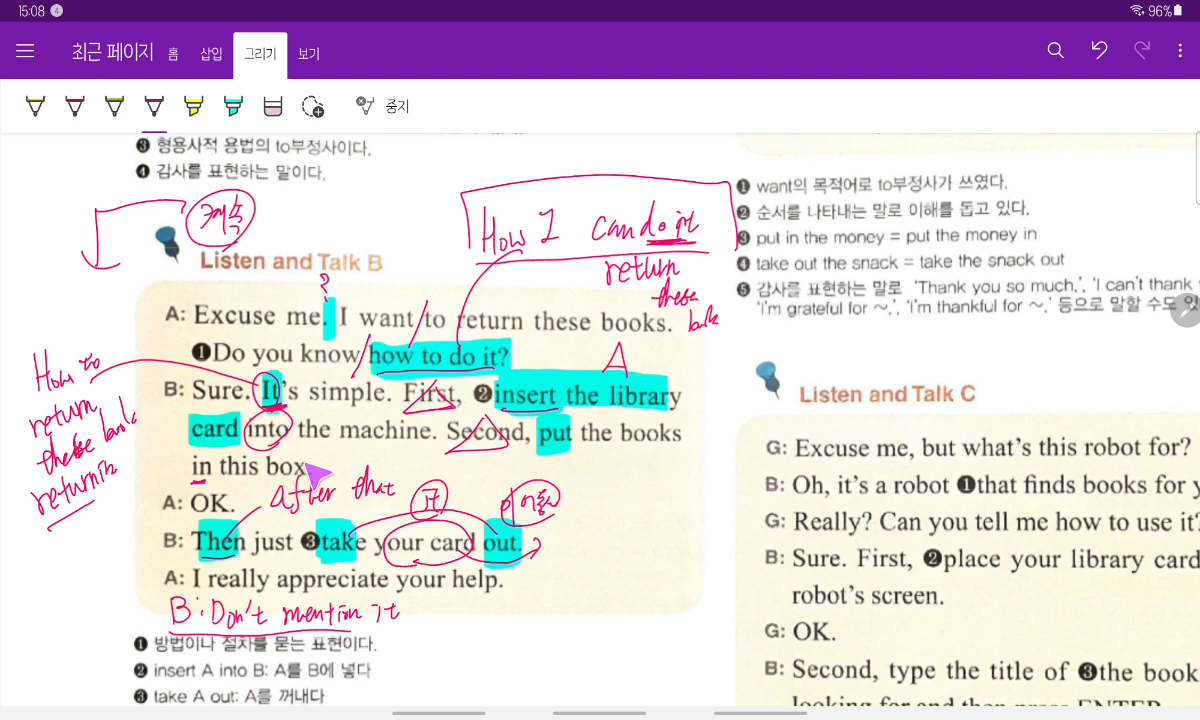 15:08 4 96%
최근 페이지 홈 삽입 그리기 보기
중지
❸ 형용사적 용법의 to부정사이다.
❹ 감사를 표현하는 말이다.
계속
Listen and Talk B
How I can do it
return
these
?
A: Excuse me. I want to return these books.
❶Do you know how to do it?
A
B: Sure. It's simple. First, ❷insert the library
card into the machine. Second, put the books
in this box
A: OK.
B: Then just ❸take your card out.
A: I really appreciate your help.
How to
return
these
returnin
after that
it
B: Don't mention it
❶ 방법이나 절차를 묻는 표현이다.
❷ insert A into B: A를 B에 넣다
❸ take A out: A를 꺼내다
❶ want의 목적어로 to부정사가 쓰였다.
❷ 순서를 나타내는 말로 이해를 돕고 있다.
❸ put in the money = put the money in
❹ take out the snack = take the snack out
❺ 감사를 표현하는 말로 'Thank you so much.', 'I can't thank
'I'm grateful for ~.', 'I'm thankful for ~.' 등으로 말할 수도 있
Listen and Talk C
G: Excuse me, but what's this robot for?
B: Oh, it's a robot ❶that finds books for y
G: Really? Can you tell me how to use it?
B: Sure. First, ❷place your library card
robot's screen.
G: OK.
B: Second, type the title of ❸the book
looking for and then press ENTER